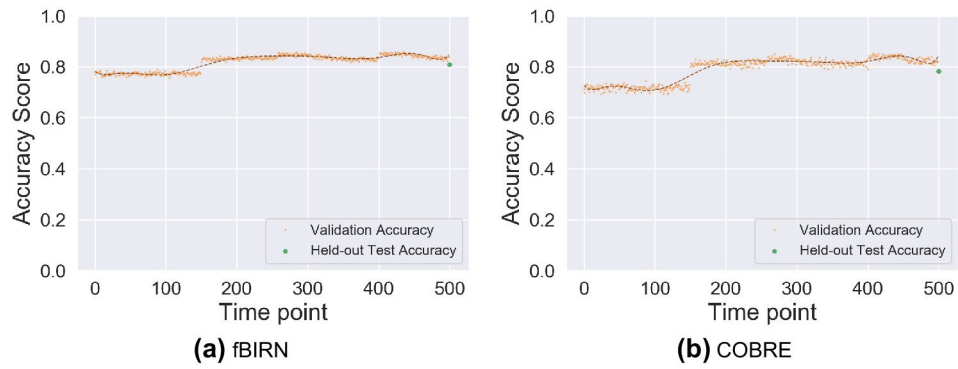 1.0
0.8
0.6
0.4
0.2
0.0
Accuracy Score
Validation Accuracy
Held-out Test Accuracy
0 100 200 300 400 500
Time point
(a) fBIRN
1.0
0.8
0.6
0.4
0.2
0.0
Accuracy Score
Validation Accuracy
Held-out Test Accuracy
0 100 200 300 400 500
Time point
(b) COBRE